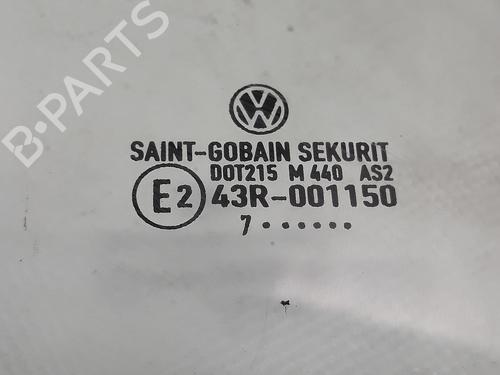 B-PARTS
SAINT-GOBAIN SEKURIT
DOT215 M 440 AS2
E2 43R-001150
7 ······